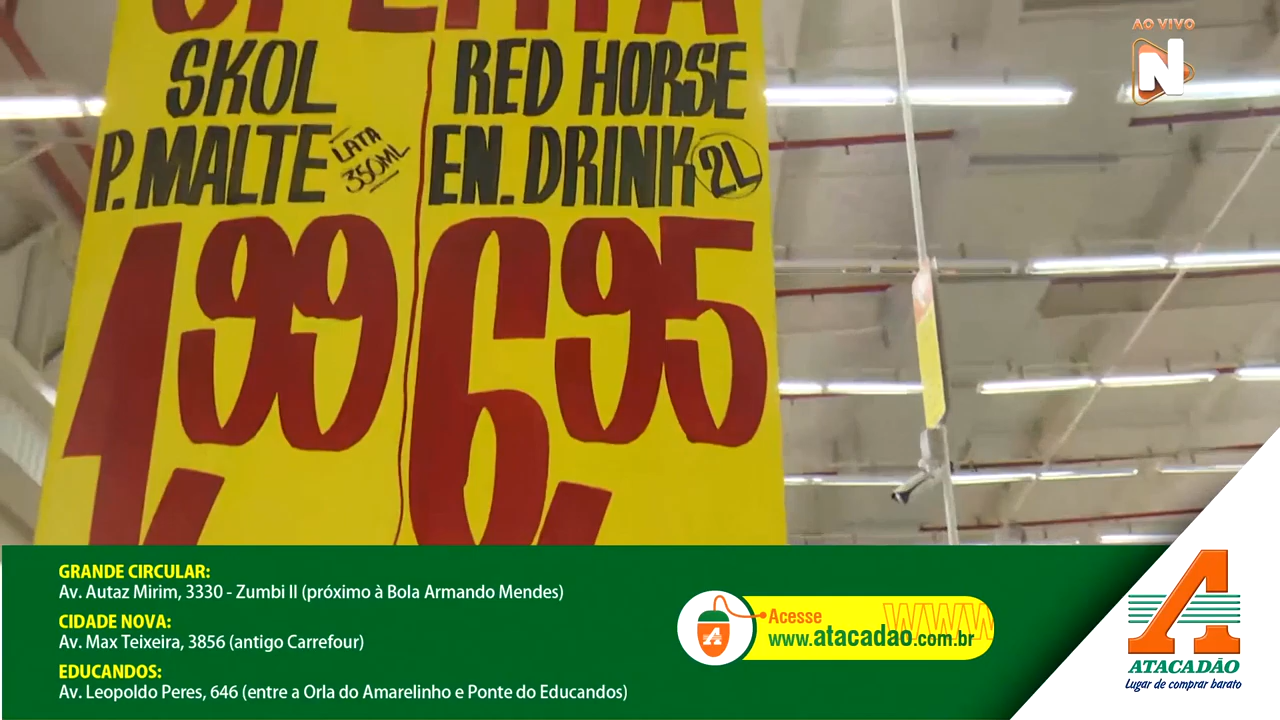 OFERTA
AO VIVO
N
SKOL
P. MALTE
LATA
350ML
1,99
RED HORSE
EN. DRINK 2L
6,95
GRANDE CIRCULAR:
Av. Autaz Mirim, 3330 - Zumbi II (próximo à Bola Armando Mendes)
CIDADE NOVA:
Av. Max Teixeira, 3856 (antigo Carrefour)
EDUCANDOS:
Av. Leopoldo Peres, 646 (entre a Orla do Amarelinho e Ponte do Educandos)
Acesse
WWW
www.atacadao.com.br
ATACADÃO
Lugar de comprar barato